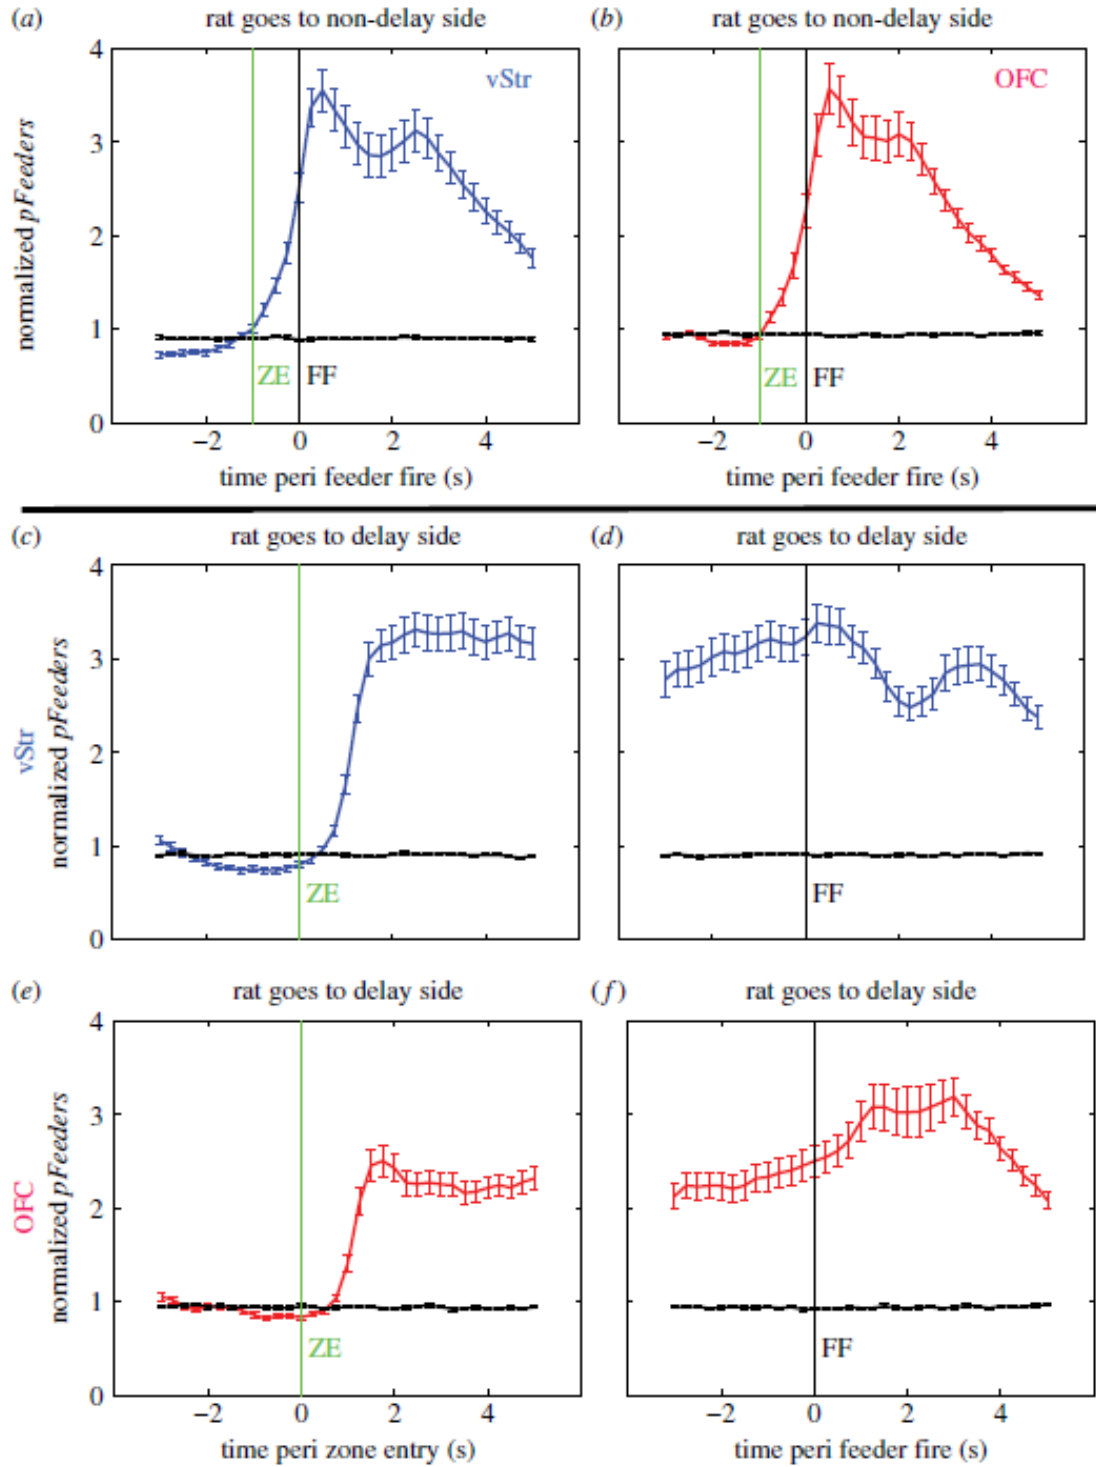 (a) rat goes to non-delay side
(b) rat goes to non-delay side
normalized pFeeders
4
3
2
1
0
vStr
ZE FF
−2 0 2 4
time peri feeder fire (s)
OFC
ZE FF
−2 0 2 4
time peri feeder fire (s)
(c) rat goes to delay side
(d) rat goes to delay side
vStr
normalized pFeeders
4
3
2
1
0
ZE
FF
(e) rat goes to delay side
(f) rat goes to delay side
OFC
normalized pFeeders
4
3
2
1
0
ZE
−2 0 2 4
time peri zone entry (s)
FF
−2 0 2 4
time peri feeder fire (s)